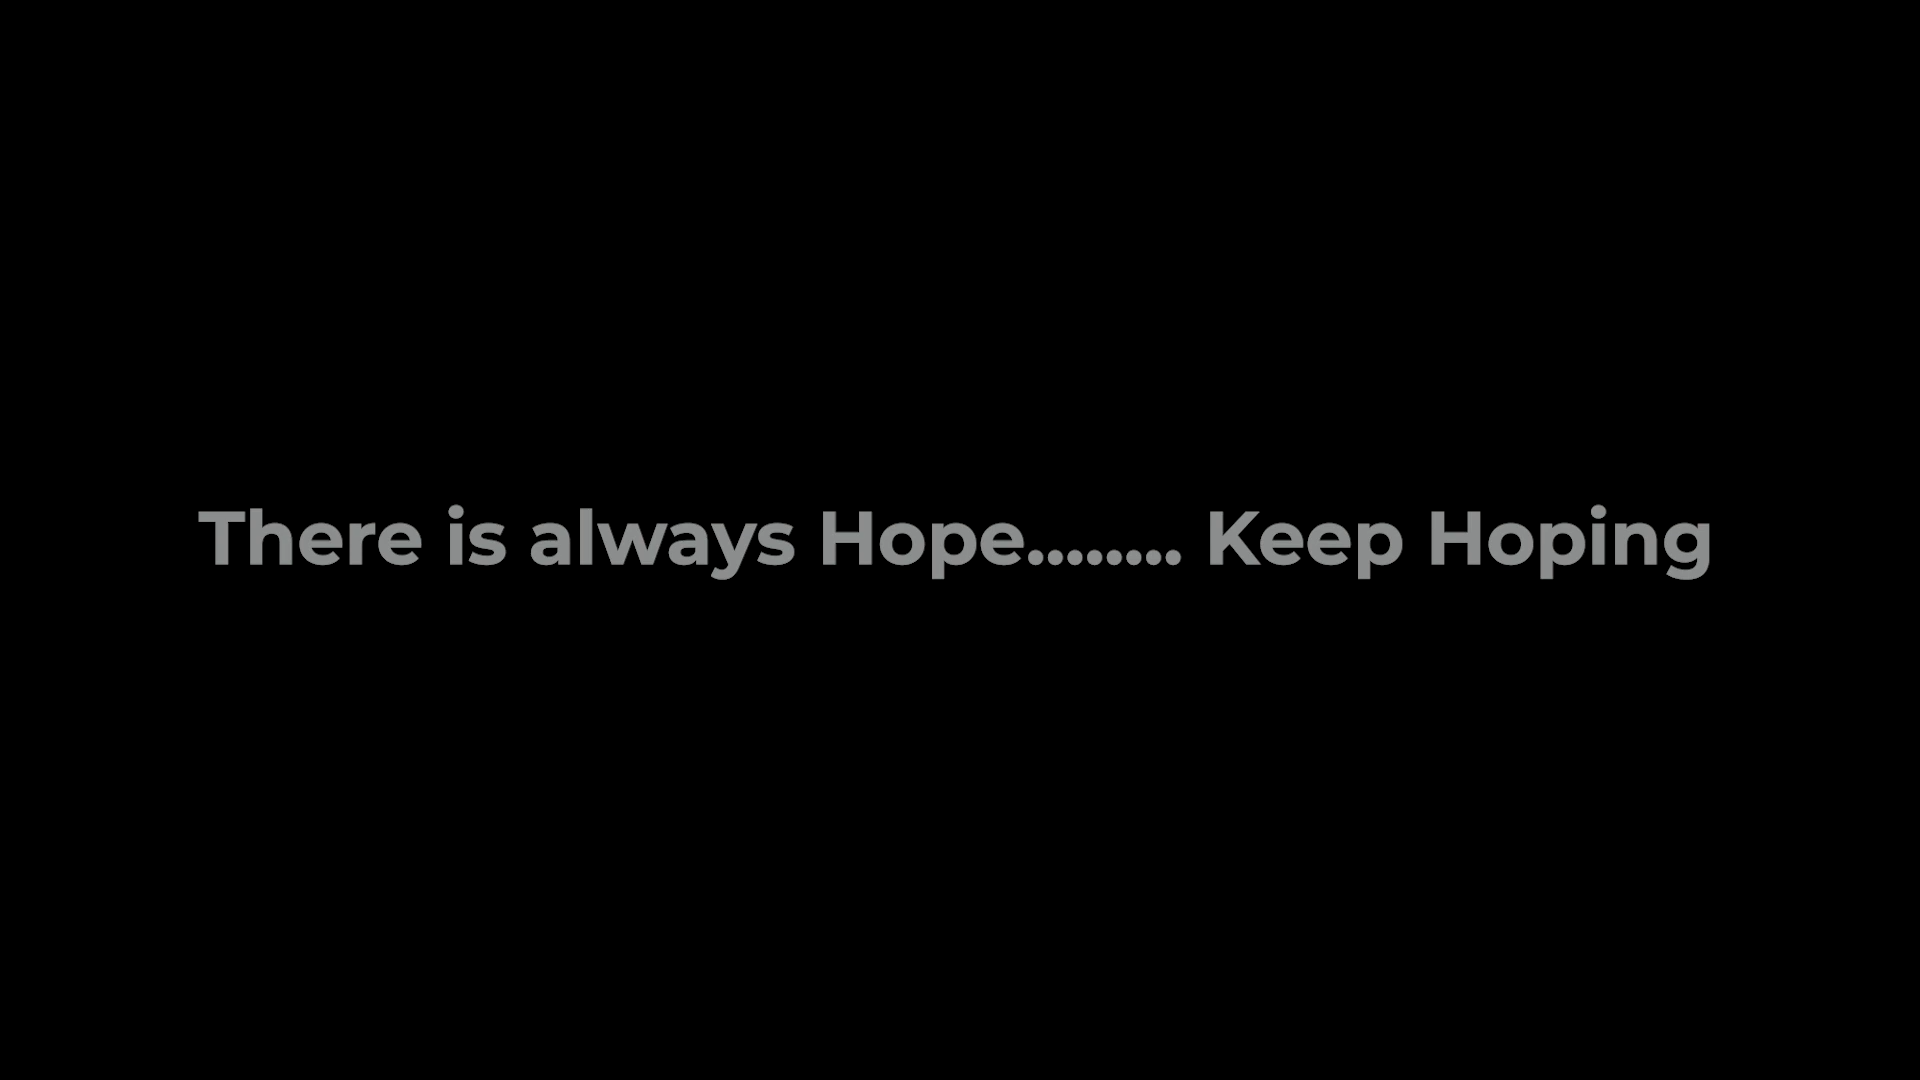 There is always Hope........ Keep Hoping